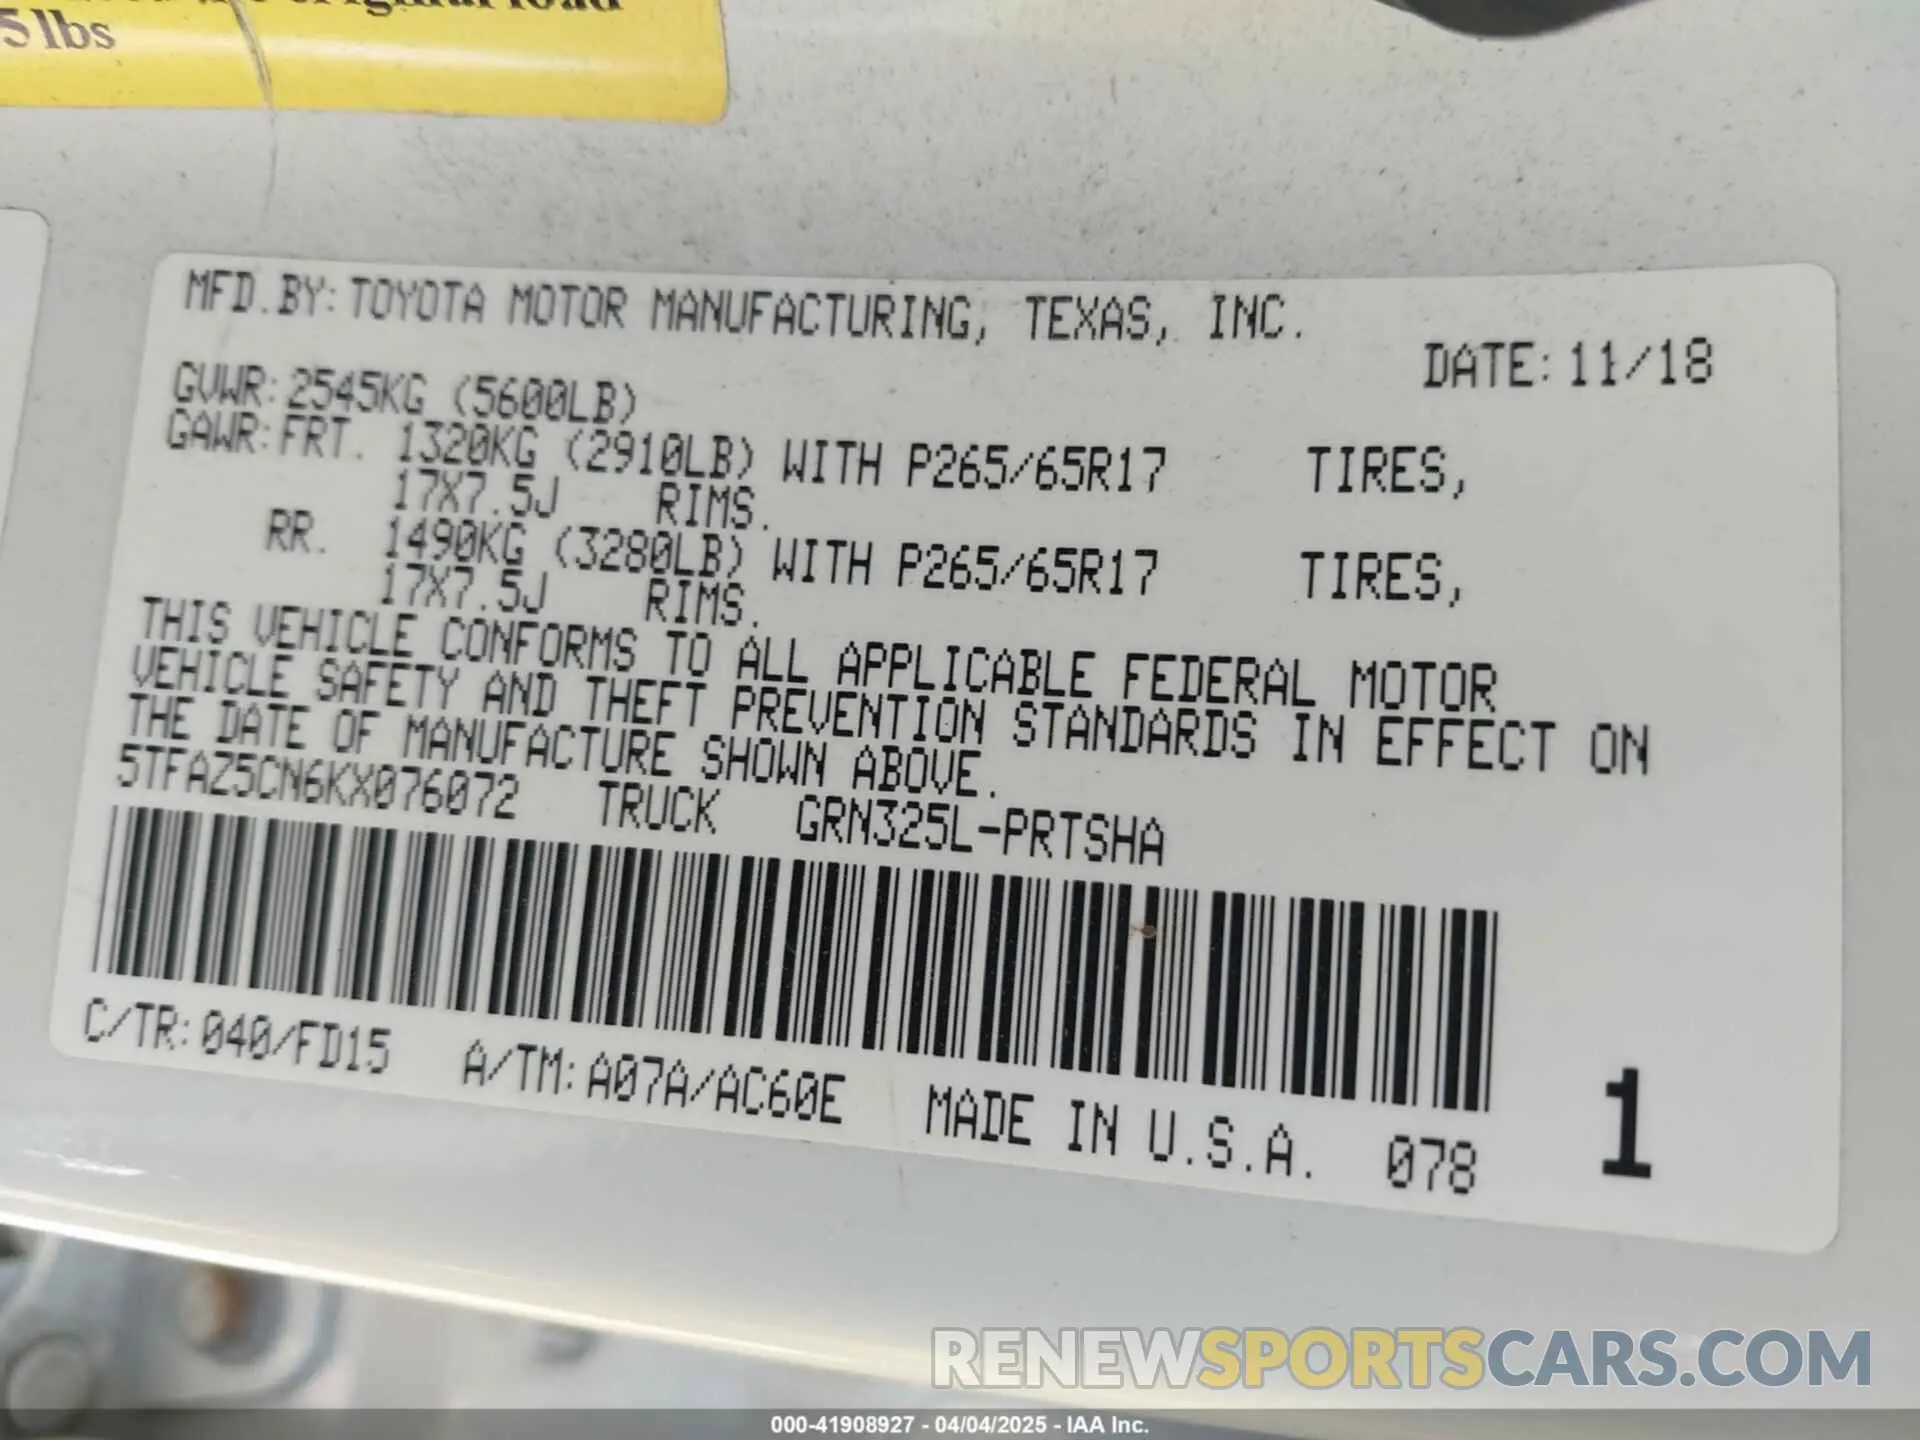 original load
5 lbs
MFD. BY: TOYOTA MOTOR MANUFACTURING, TEXAS, INC.
DATE: 11/18
GVWR: 2545KG (5600LB)
GAWR: FRT. 1320KG (2910LB) WITH P265/65R17 TIRES,
17X7.5J RIMS.
RR. 1490KG (3280LB) WITH P265/65R17 TIRES,
17X7.5J RIMS.
THIS VEHICLE CONFORMS TO ALL APPLICABLE FEDERAL MOTOR
VEHICLE SAFETY AND THEFT PREVENTION STANDARDS IN EFFECT ON
THE DATE OF MANUFACTURE SHOWN ABOVE.
5TFAZ5CN6KX076072 TRUCK GRN325L-PRTSHA
C/TR: 040/FD15 A/TM: A07A/AC60E MADE IN U.S.A. 078
1
RENEWSPORTSCARS.COM
000-41908927 - 04/04/2025 - IAA Inc.